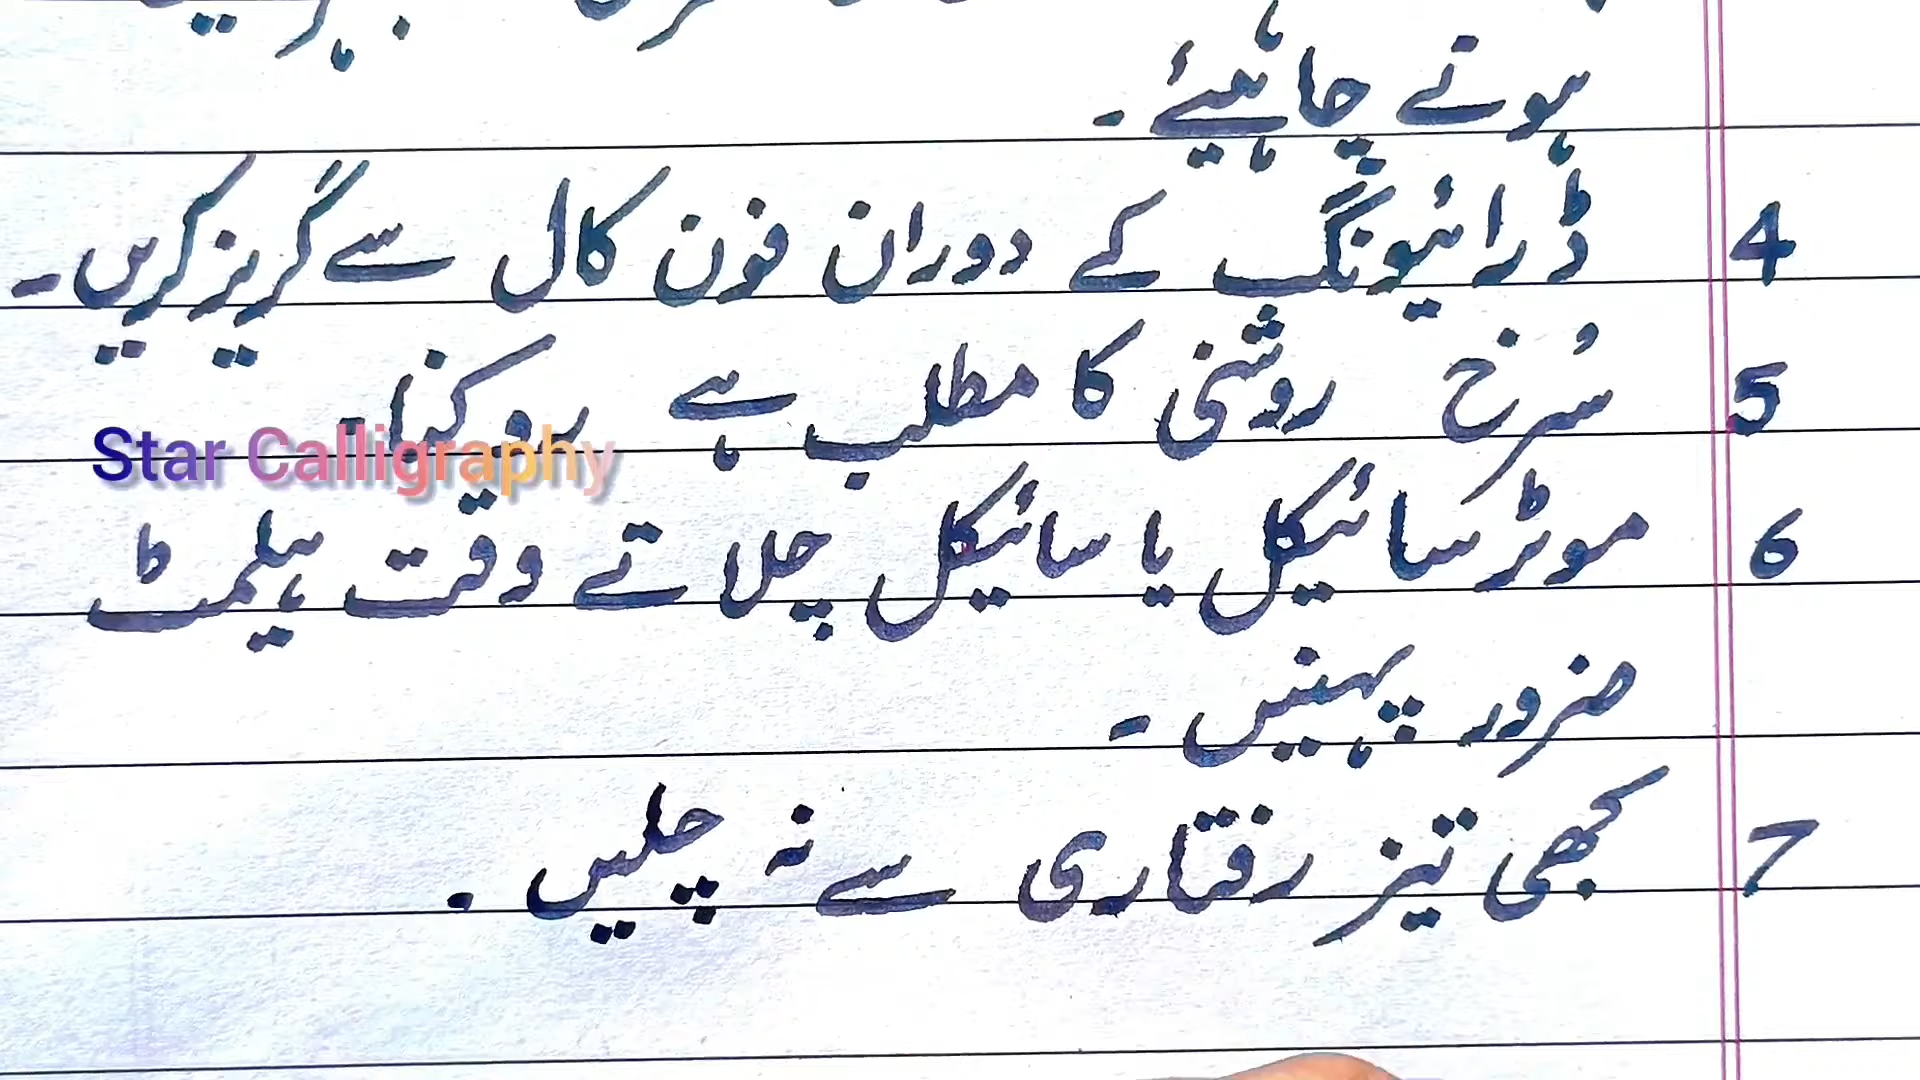 ہونے چاہیئے۔
4 ڈرائیونگ کے دوران فون کال سے گریز کریں۔
5 سُرخ روشنی کا مطلب ہے روکنا۔
Star Calligraphy
6 موٹر سائیکل یا سائیکل چلاتے وقت ہیلمٹ
ضرور پہنیں۔
7 کبھی تیز رفتاری سے نہ چلیں۔